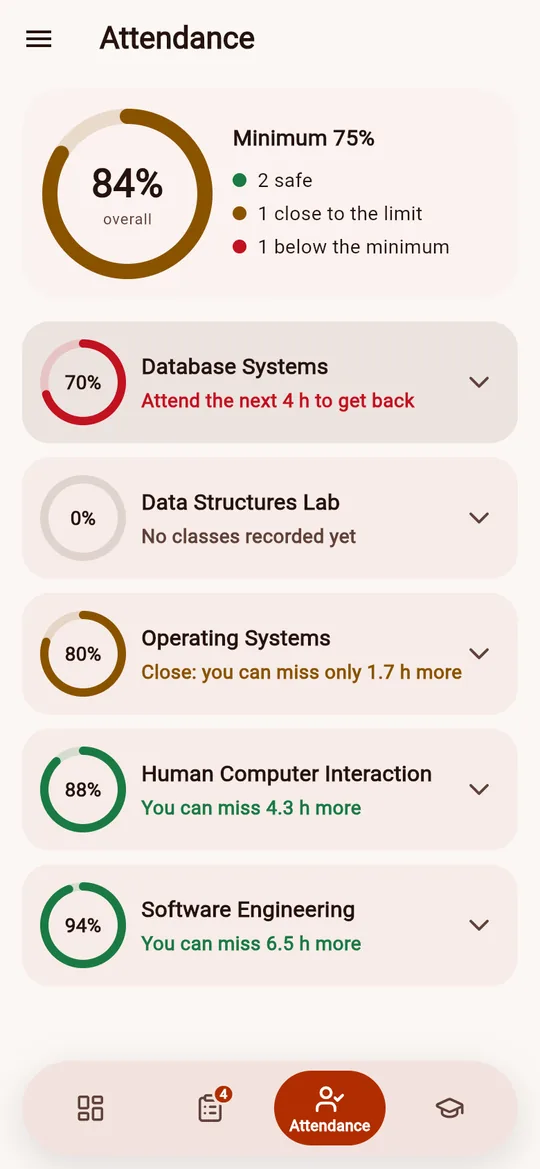 Attendance
84%
overall
Minimum 75%
2 safe
1 close to the limit
1 below the minimum
70%
Database Systems
Attend the next 4 h to get back
0%
Data Structures Lab
No classes recorded yet
80%
Operating Systems
Close: you can miss only 1.7 h more
88%
Human Computer Interaction
You can miss 4.3 h more
94%
Software Engineering
You can miss 6.5 h more
4
Attendance